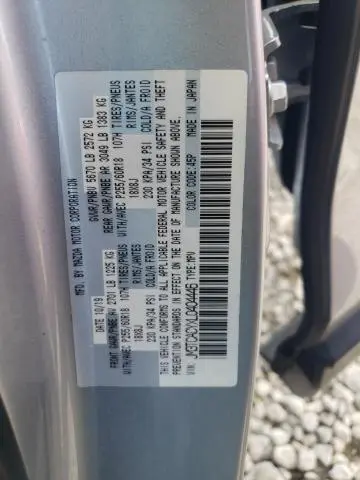 MFD. BY MAZDA MOTOR CORPORATION
GVWR/PNBV 5670 LB 2572 KG
DATE: 10/19
FRONT GAWR/PNBE AV 2701 LB 1225 KG
REAR GAWR/PNBE AR 3049 LB 1383 KG
WITH/AVEC P255/60R18 107H TIRES/PNEUS
WITH/AVEC P255/60R18 107H TIRES/PNEUS
18X8J RIMS/JANTES
18X8J RIMS/JANTES
230 KPA/34 PSI COLD/A FROID
230 KPA/34 PSI COLD/A FROID
THIS VEHICLE CONFORMS TO ALL APPLICABLE FEDERAL MOTOR VEHICLE SAFETY AND THEFT
PREVENTION STANDARDS IN EFFECT ON THE DATE OF MANUFACTURE SHOWN ABOVE.
VIN: TYPE: MPV
COLOR CODE: 45P MADE IN JAPAN